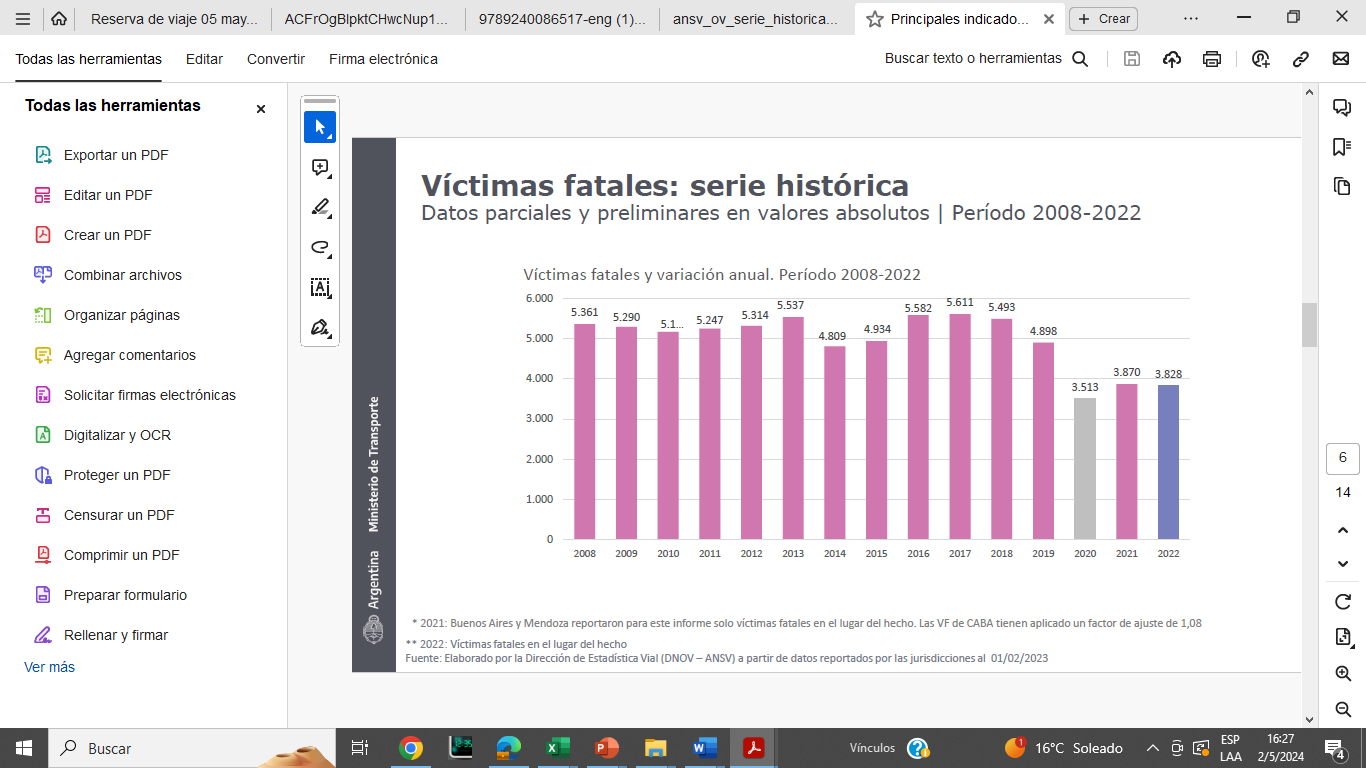 Reserva de viaje 05 may...
ACFrOgBlpktCHwcNup1...
9789240086517-eng (1)...
ansv_ov_serie_historica...
Principales indicado...
Crear
Todas las herramientas
Editar
Convertir
Firma electrónica
Buscar texto o herramientas
Todas las herramientas
Exportar un PDF
Editar un PDF
Crear un PDF
Combinar archivos
Organizar páginas
Agregar comentarios
Solicitar firmas electrónicas
Digitalizar y OCR
Proteger un PDF
Censurar un PDF
Comprimir un PDF
Preparar formulario
Rellenar y firmar
Ver más
Argentina Ministerio de Transporte
Víctimas fatales: serie histórica
Datos parciales y preliminares en valores absolutos | Período 2008-2022
Víctimas fatales y variación anual. Período 2008-2022
6.000
5.000
4.000
3.000
2.000
1.000
0
5.361 5.290 5.1... 5.247 5.314 5.537 4.809 4.934 5.582 5.611 5.493 4.898 3.513 3.870 3.828
2008 2009 2010 2011 2012 2013 2014 2015 2016 2017 2018 2019 2020 2021 2022
* 2021: Buenos Aires y Mendoza reportaron para este informe solo víctimas fatales en el lugar del hecho. Las VF de CABA tienen aplicado un factor de ajuste de 1,08
** 2022: Víctimas fatales en el lugar del hecho
Fuente: Elaborado por la Dirección de Estadística Vial (DNOV – ANSV) a partir de datos reportados por las jurisdicciones al 01/02/2023
6
14
Buscar
Vínculos
1
16°C Soleado
ESP
LAA
16:27
2/5/2024
4